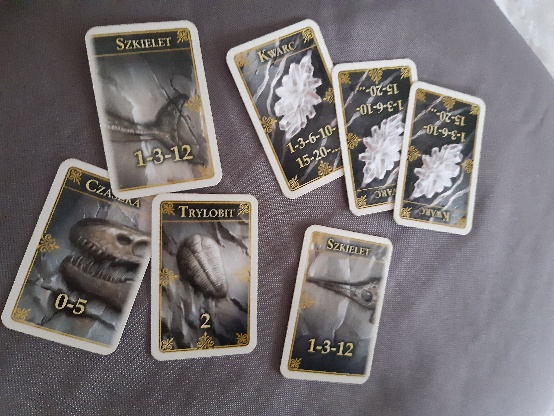 SZKIELET
1-3-12
KWARC
1-3-6-10-
15-20-...
1-3-6-10-
15-20-...
KWARC
1-3-6-10-
15-20-...
KWARC
CZASZKA
0-5
TRYLOBIT
2
SZKIELET
1-3-12